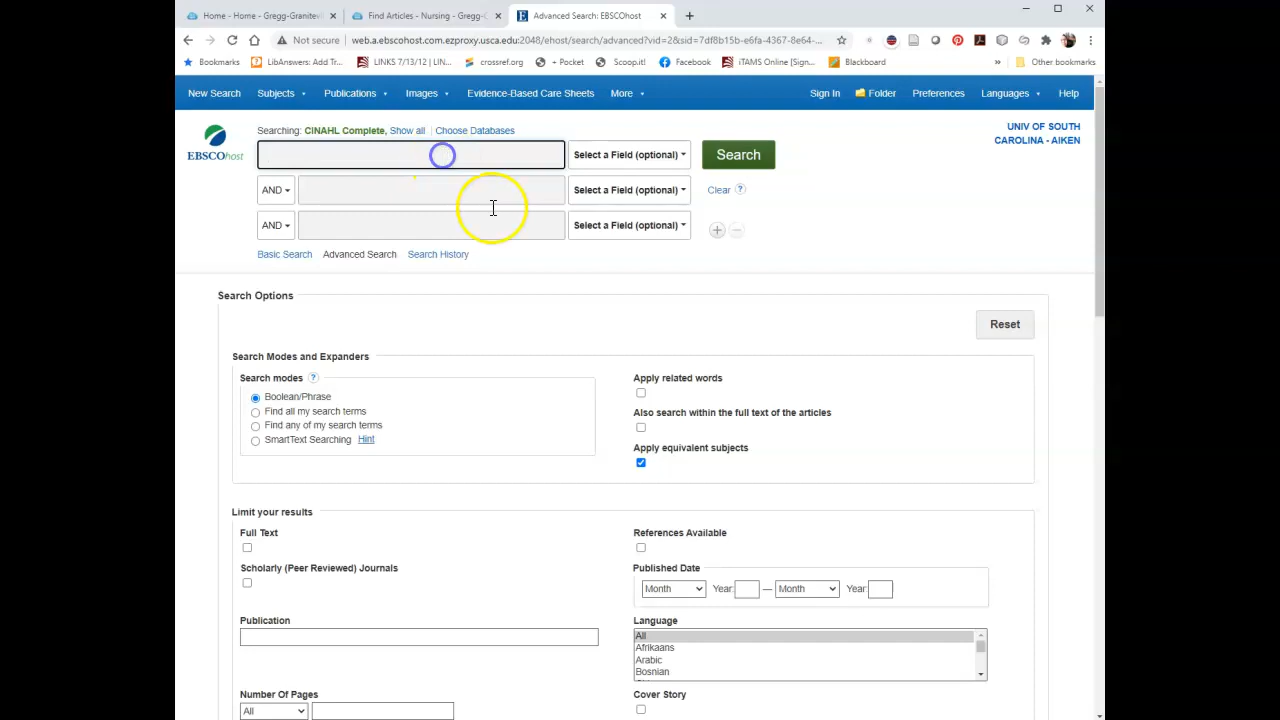 Home - Home - Gregg-Granitev
Find Articles - Nursing - Gregg-G
Advanced Search: EBSCOhost
Not secure web.a.ebscohost.com.ezproxy.usca.edu:2048/ehost/search/advanced?vid=2&sid=7df8b15b-e6fa-4367-8e64-...
Bookmarks LibAnswers: Add Tr... LINKS 7/13/12 | LIN... crossref.org + Pocket Scoop.it! Facebook iTAMS Online [Sign... Blackboard » Other bookmarks
New Search Subjects Publications Images Evidence-Based Care Sheets More Sign In Folder Preferences Languages Help
Searching: CINAHL Complete, Show all | Choose Databases
UNIV OF SOUTH
CAROLINA - AIKEN
EBSCOhost
Select a Field (optional) Search
AND Select a Field (optional) Clear ?
AND Select a Field (optional)
Basic Search Advanced Search Search History
Search Options
Reset
Search Modes and Expanders
Search modes ?
Boolean/Phrase
Find all my search terms
Find any of my search terms
SmartText Searching Hint
Apply related words
Also search within the full text of the articles
Apply equivalent subjects
Limit your results
Full Text
References Available
Scholarly (Peer Reviewed) Journals
Published Date
Month Year: — Month Year:
Publication
Language
All
Afrikaans
Arabic
Bosnian
Number Of Pages
All
Cover Story